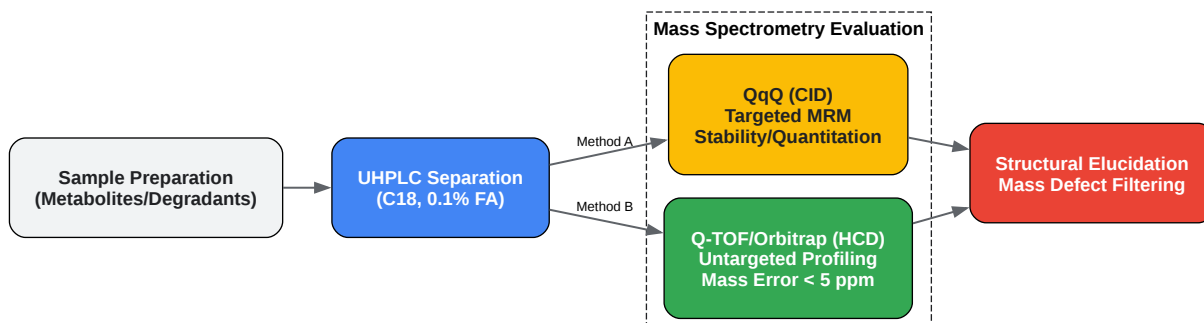 Mass Spectrometry Evaluation
Sample Preparation
(Metabolites/Degradants)
UHPLC Separation
(C18, 0.1% FA)
Method A
Method B
QqQ (CID)
Targeted MRM
Stability/Quantitation
Q-TOF/Orbitrap (HCD)
Untargeted Profiling
Mass Error < 5 ppm
Structural Elucidation
Mass Defect Filtering